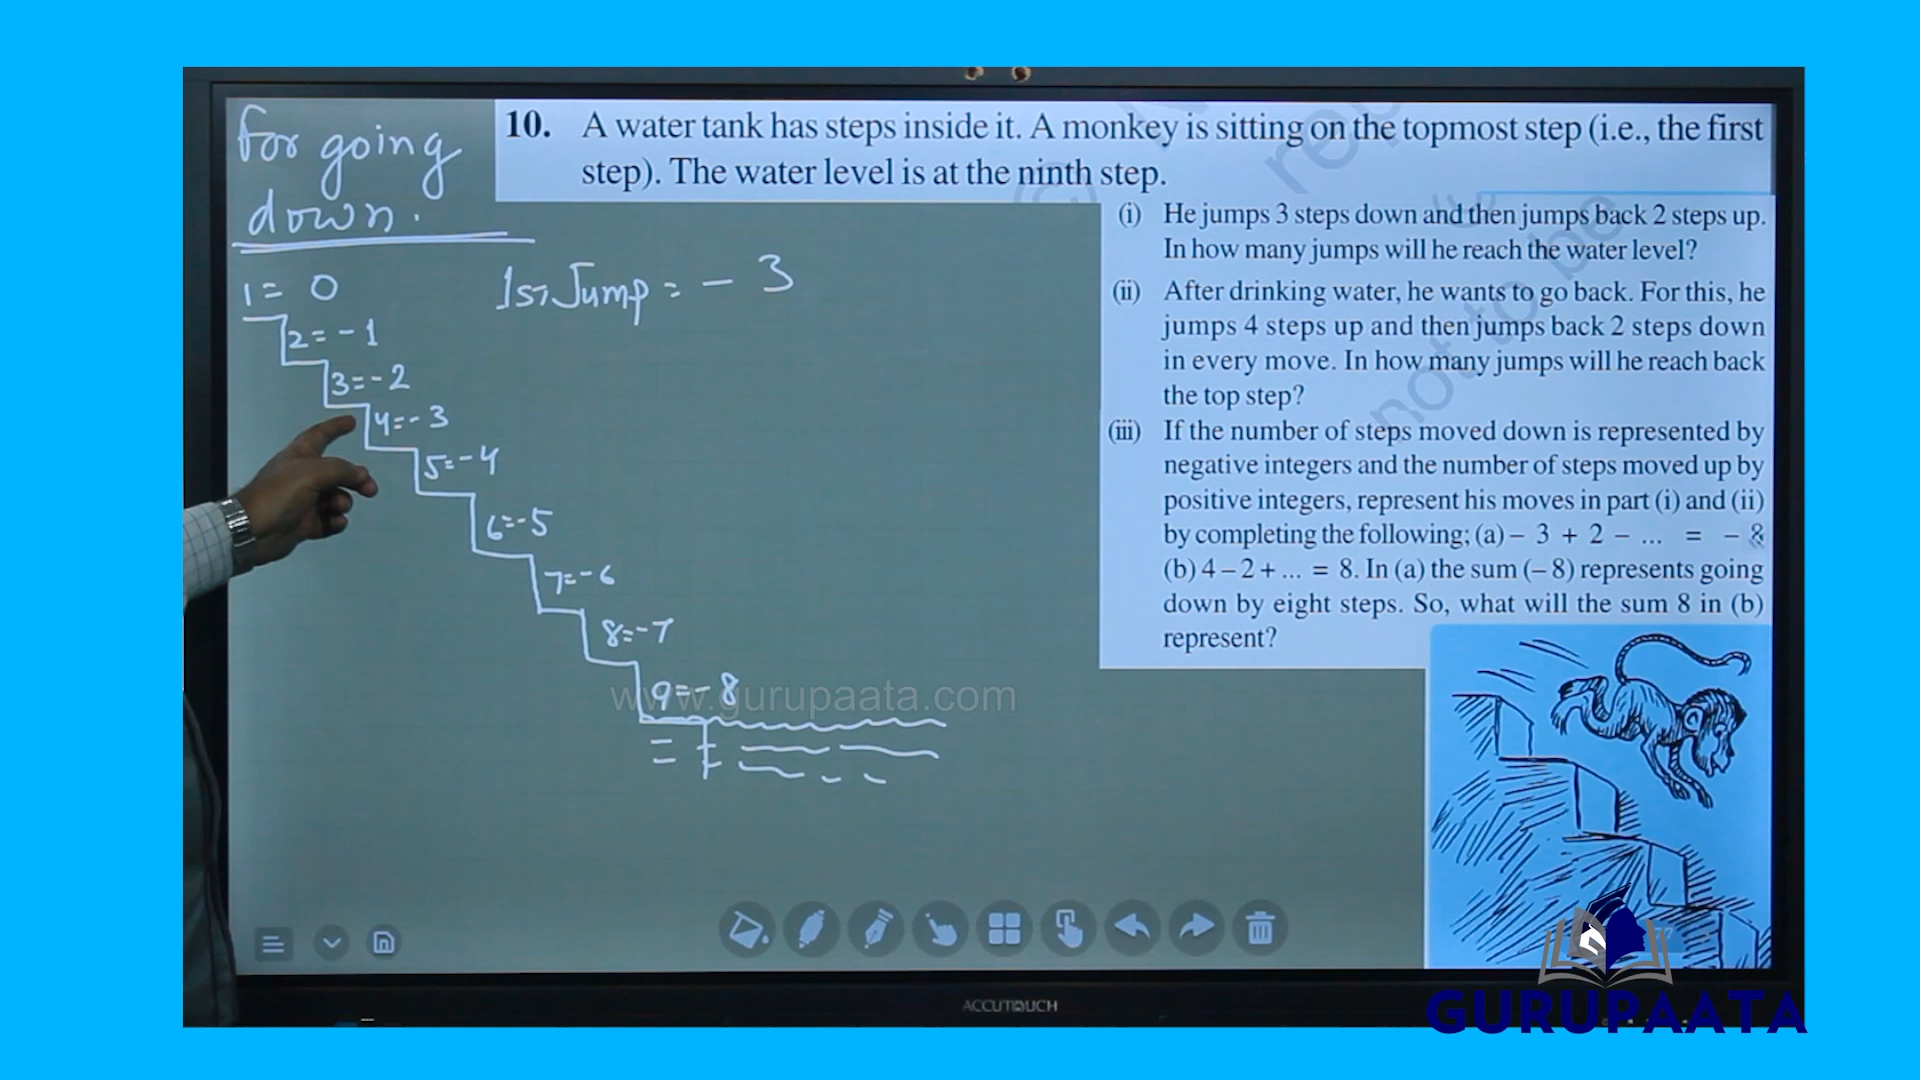 For going
down.
10. A water tank has steps inside it. A monkey is sitting on the topmost step (i.e., the first
step). The water level is at the ninth step.
(i) He jumps 3 steps down and then jumps back 2 steps up.
In how many jumps will he reach the water level?
(ii) After drinking water, he wants to go back. For this, he
jumps 4 steps up and then jumps back 2 steps down
in every move. In how many jumps will he reach back
the top step?
(iii) If the number of steps moved down is represented by
negative integers and the number of steps moved up by
positive integers, represent his moves in part (i) and (ii)
by completing the following; (a) – 3 + 2 – ... = – 8
(b) 4 – 2 + ... = 8. In (a) the sum (– 8) represents going
down by eight steps. So, what will the sum 8 in (b)
represent?
1 = 0
1st Jump = - 3
2 = - 1
3 = - 2
4 = - 3
5 = - 4
6 = - 5
7 = - 6
8 = - 7
9 = - 8
www.gurupaata.com
not to be
ACCUTOUCH
GURUPAATA